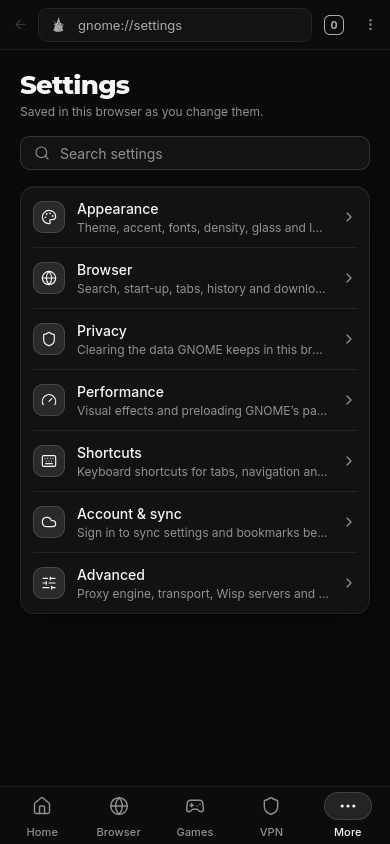 gnome://settings
0
Settings
Saved in this browser as you change them.
Search settings
Appearance
Theme, accent, fonts, density, glass and l...
Browser
Search, start-up, tabs, history and downlo...
Privacy
Clearing the data GNOME keeps in this br...
Performance
Visual effects and preloading GNOME’s pa...
Shortcuts
Keyboard shortcuts for tabs, navigation an...
Account & sync
Sign in to sync settings and bookmarks be...
Advanced
Proxy engine, transport, Wisp servers and ...
Home
Browser
Games
VPN
More